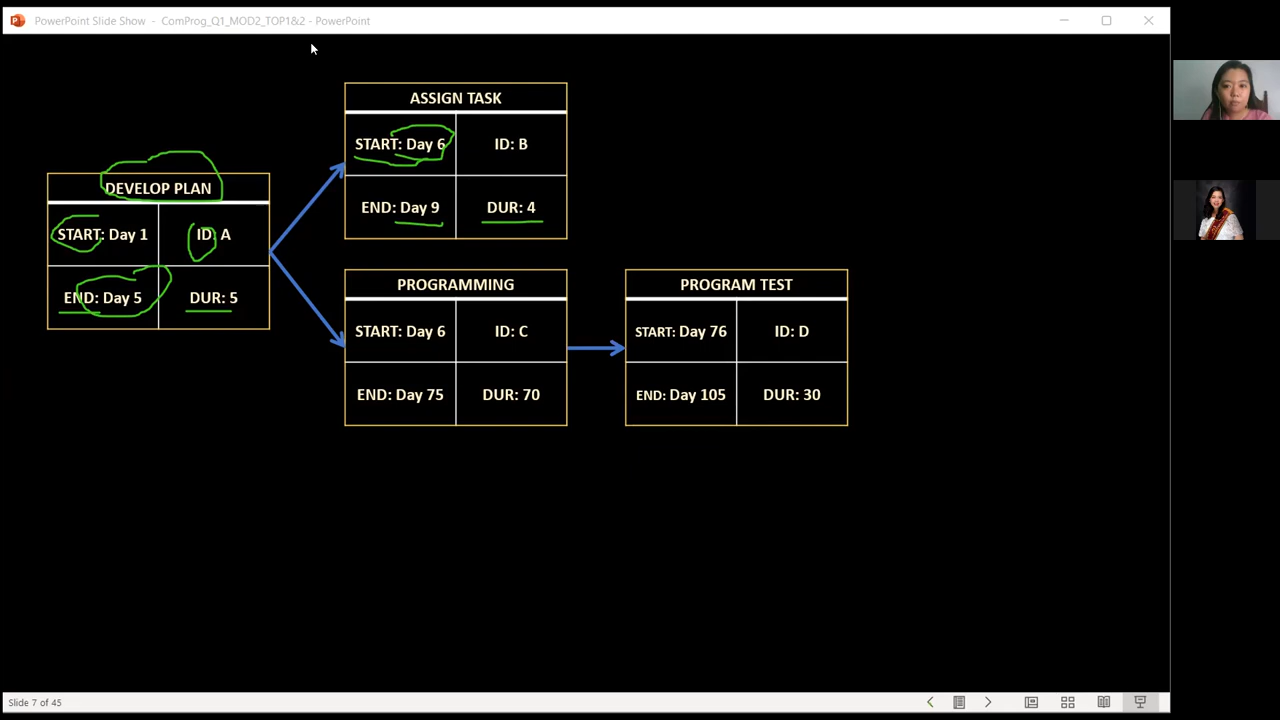 PowerPoint Slide Show - ComProg_Q1_MOD2_TOP1&2 - PowerPoint
ASSIGN TASK
START: Day 6
ID: B
END: Day 9
DUR: 4
DEVELOP PLAN
START: Day 1
ID: A
END: Day 5
DUR: 5
PROGRAMMING
START: Day 6
ID: C
END: Day 75
DUR: 70
PROGRAM TEST
START: Day 76
ID: D
END: Day 105
DUR: 30
Slide 7 of 45